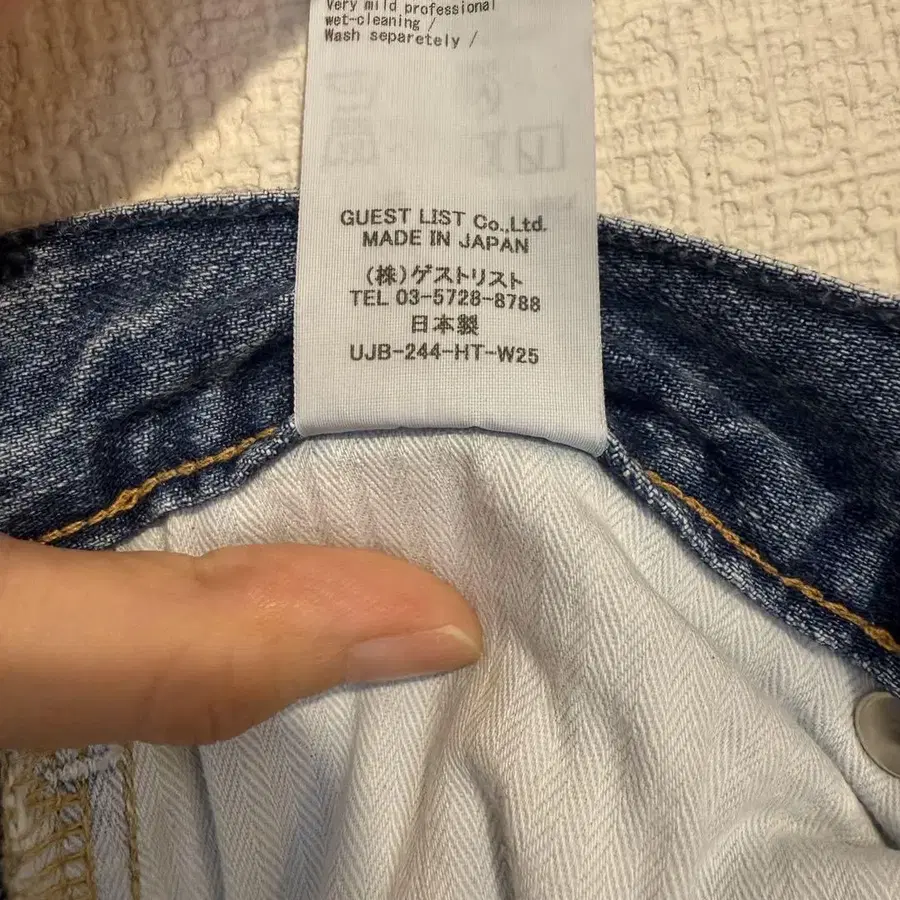 Very mild professional
wet-cleaning /
Wash separetely /
GUEST LIST Co.,Ltd.
MADE IN JAPAN
(株)ゲストリスト
TEL 03-5728-8788
日本製
UJB-244-HT-W25